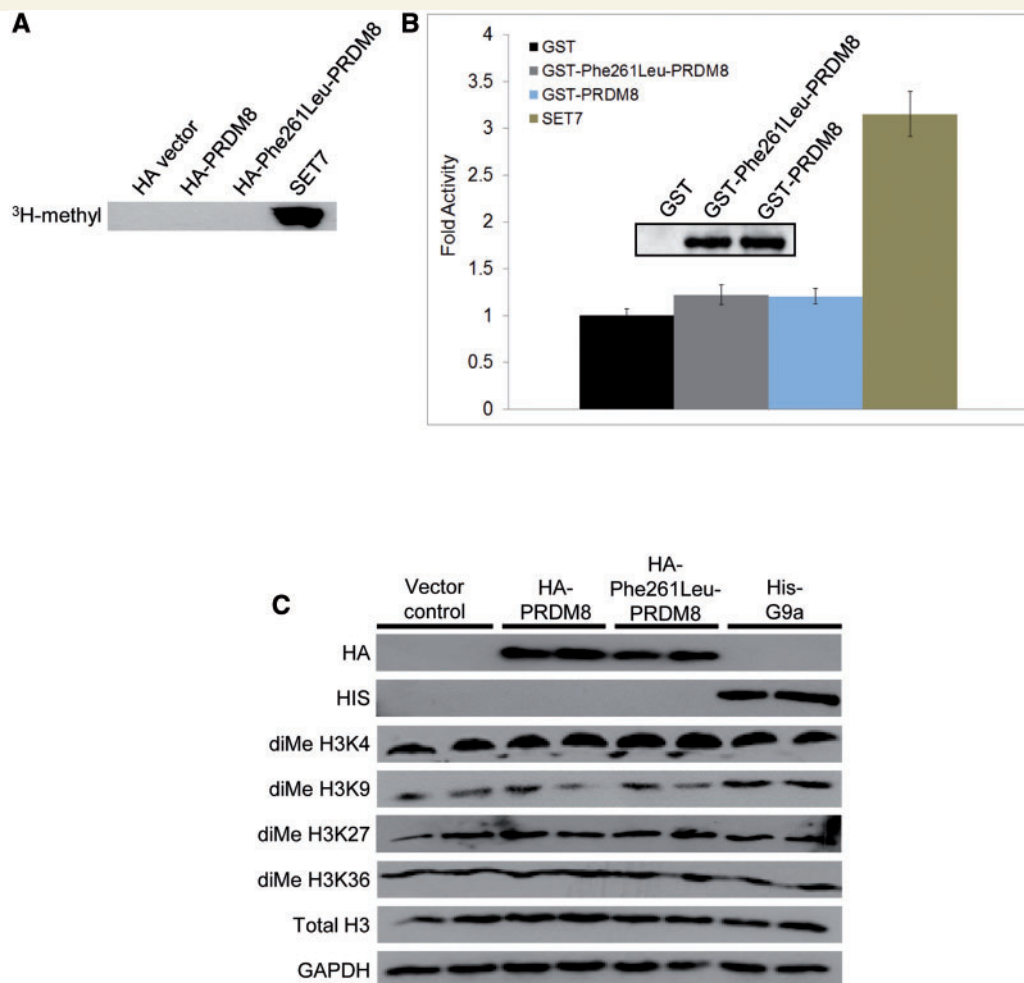 A
HA vector
HA-PRDM8
HA-Phe261Leu-PRDM8
SET7
³H-methyl
B
4
3.5
3
2.5
2
1.5
1
0.5
0
Fold Activity
GST
GST-Phe261Leu-PRDM8
GST-PRDM8
SET7
GST
GST-Phe261Leu-PRDM8
GST-PRDM8
C
Vector
control
HA-
PRDM8
HA-
Phe261Leu-
PRDM8
His-
G9a
HA
HIS
diMe H3K4
diMe H3K9
diMe H3K27
diMe H3K36
Total H3
GAPDH